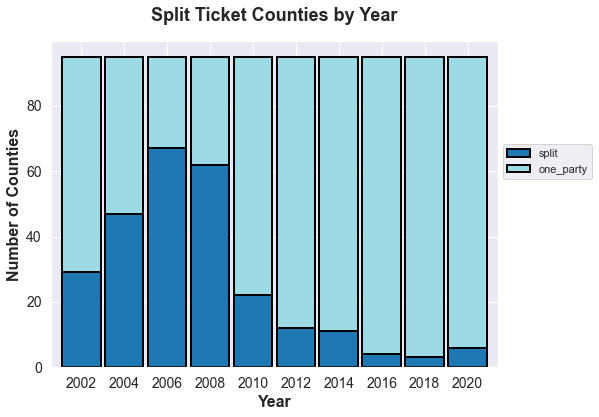 Split Ticket Counties by Year
Number of Counties
80
60
40
20
0
2002 2004 2006 2008 2010 2012 2014 2016 2018 2020
Year
split
one_party